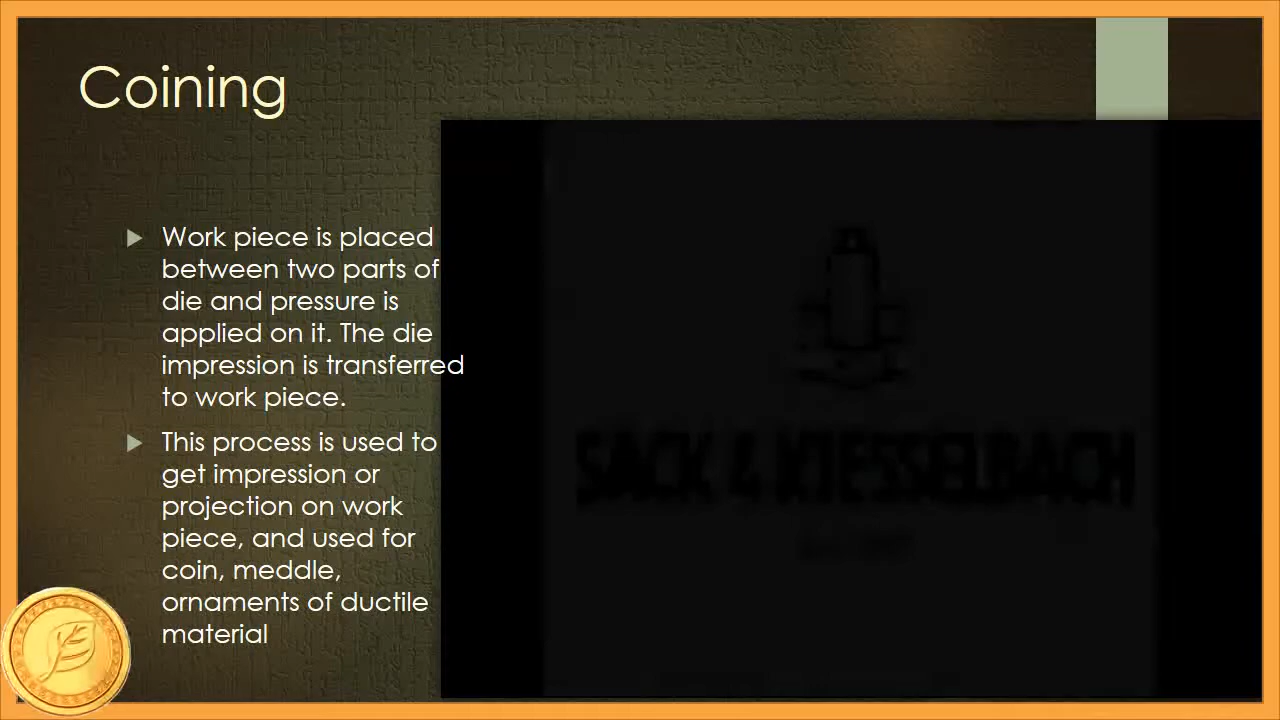 Coining
Work piece is placed
between two parts of
die and pressure is
applied on it. The die
impression is transferred
to work piece.
This process is used to
get impression or
projection on work
piece, and used for
coin, meddle,
ornaments of ductile
material
SACK & KIESSELBACH